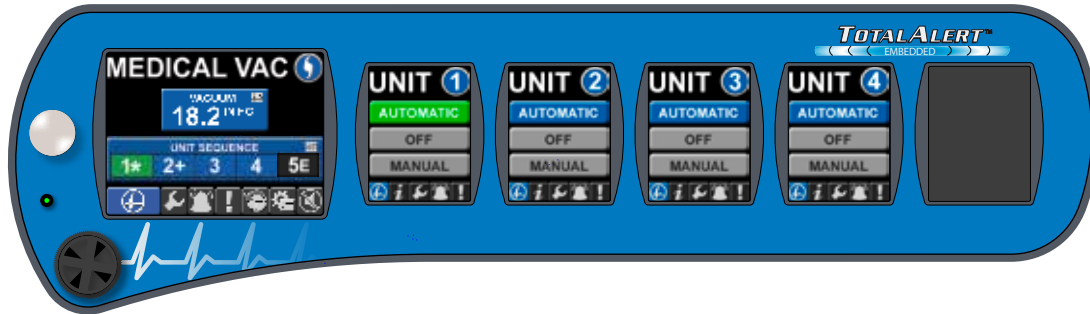 TOTALALERT™
EMBEDDED
MEDICAL VAC
VACUUM
18.2 IN HG
UNIT SEQUENCE
1* 2+ 3 4 5E
UNIT 1
AUTOMATIC
OFF
MANUAL
UNIT 2
AUTOMATIC
OFF
MANUAL
UNIT 3
AUTOMATIC
OFF
MANUAL
UNIT 4
AUTOMATIC
OFF
MANUAL